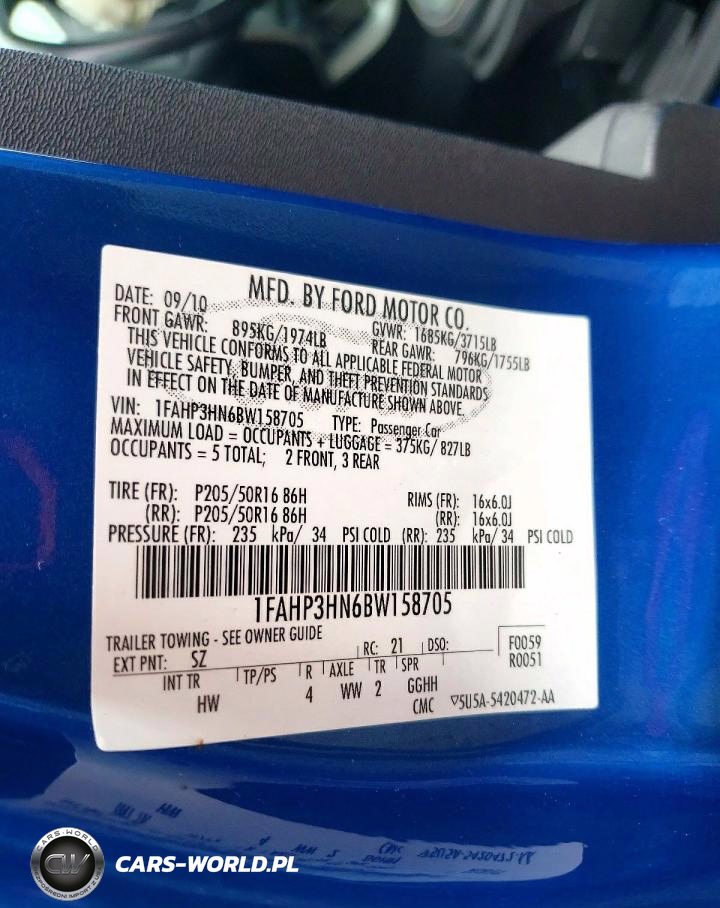 MFD. BY FORD MOTOR CO.
DATE: 09/10
GVWR: 1685KG/3715LB
FRONT GAWR: 895KG/1974LB REAR GAWR: 796KG/1755LB
THIS VEHICLE CONFORMS TO ALL APPLICABLE FEDERAL MOTOR
VEHICLE SAFETY, BUMPER, AND THEFT PREVENTION STANDARDS
IN EFFECT ON THE DATE OF MANUFACTURE SHOWN ABOVE.
VIN: 1FAHP3HN6BW158705 TYPE: Passenger Car
MAXIMUM LOAD = OCCUPANTS + LUGGAGE = 375KG/ 827LB
OCCUPANTS = 5 TOTAL; 2 FRONT, 3 REAR
TIRE (FR): P205/50R16 86H RIMS (FR): 16x6.0J
(RR): P205/50R16 86H (RR): 16x6.0J
PRESSURE (FR): 235 kPa/ 34 PSI COLD (RR): 235 kPa/ 34 PSI COLD
1FAHP3HN6BW158705
TRAILER TOWING - SEE OWNER GUIDE
EXT PNT: SZ RC: 21 DSO: F0059
R0051
INT TR TP/PS R AXLE TR SPR
HW 4 WW 2 GGHH
CMC ▽5U5A-5420472-AA
CARS-WORLD
CW
CARS-WORLD.PL